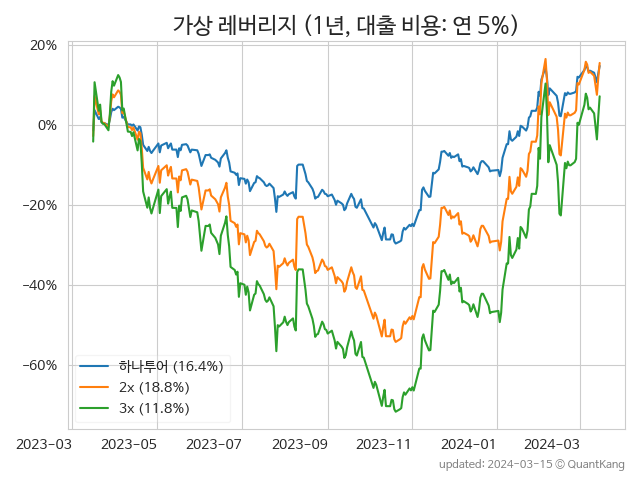 가상 레버리지 (1년, 대출 비용: 연 5%)
20%
0%
−20%
−40%
−60%
하나투어 (16.4%)
2x (18.8%)
3x (11.8%)
2023-03 2023-05 2023-07 2023-09 2023-11 2024-01 2024-03
updated: 2024-03-15 © QuantKang